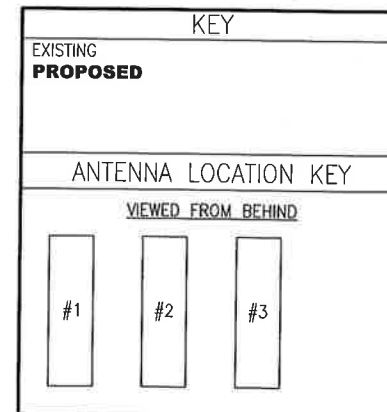 KEY
EXISTING
PROPOSED
ANTENNA LOCATION KEY
VIEWED FROM BEHIND
#1 #2 #3